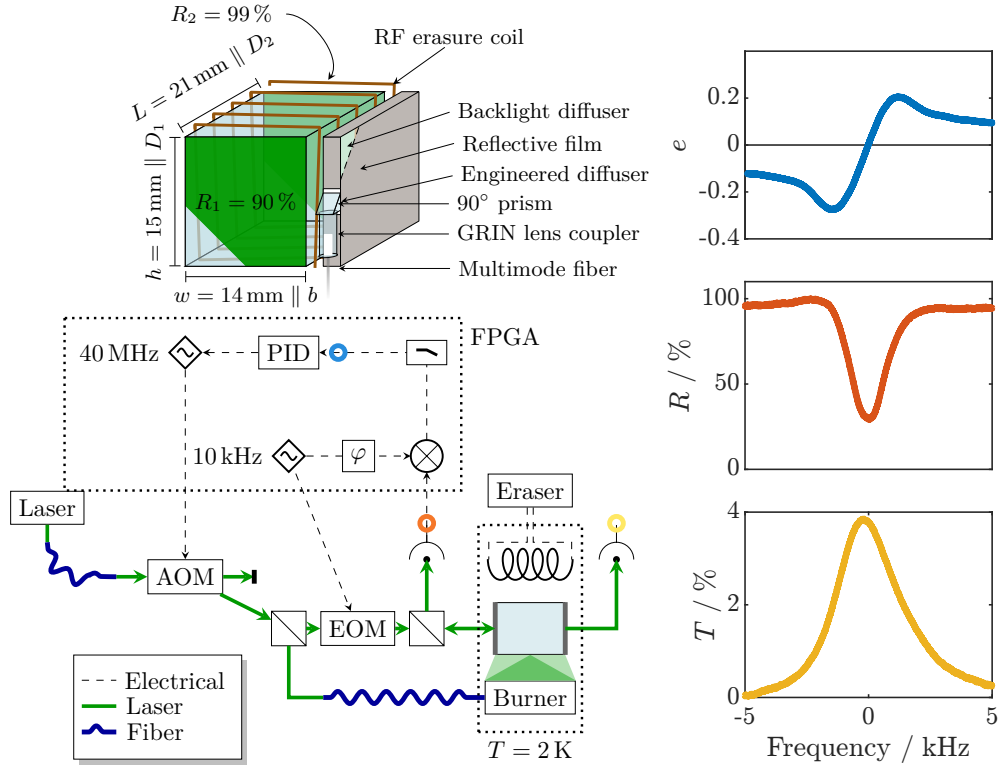 R₂ = 99 %
RF erasure coil
L = 21 mm ∥ D₂
Backlight diffuser
Reflective film
Engineered diffuser
90° prism
GRIN lens coupler
Multimode fiber
h = 15 mm ∥ D₁
R₁ = 90 %
w = 14 mm ∥ b
FPGA
40 MHz
PID
10 kHz
φ
Laser
AOM
EOM
Eraser
Burner
T = 2 K
Electrical
Laser
Fiber
e
0.2
0
-0.2
-0.4
R / %
100
50
0
T / %
4
2
0
-5
0
5
Frequency / kHz